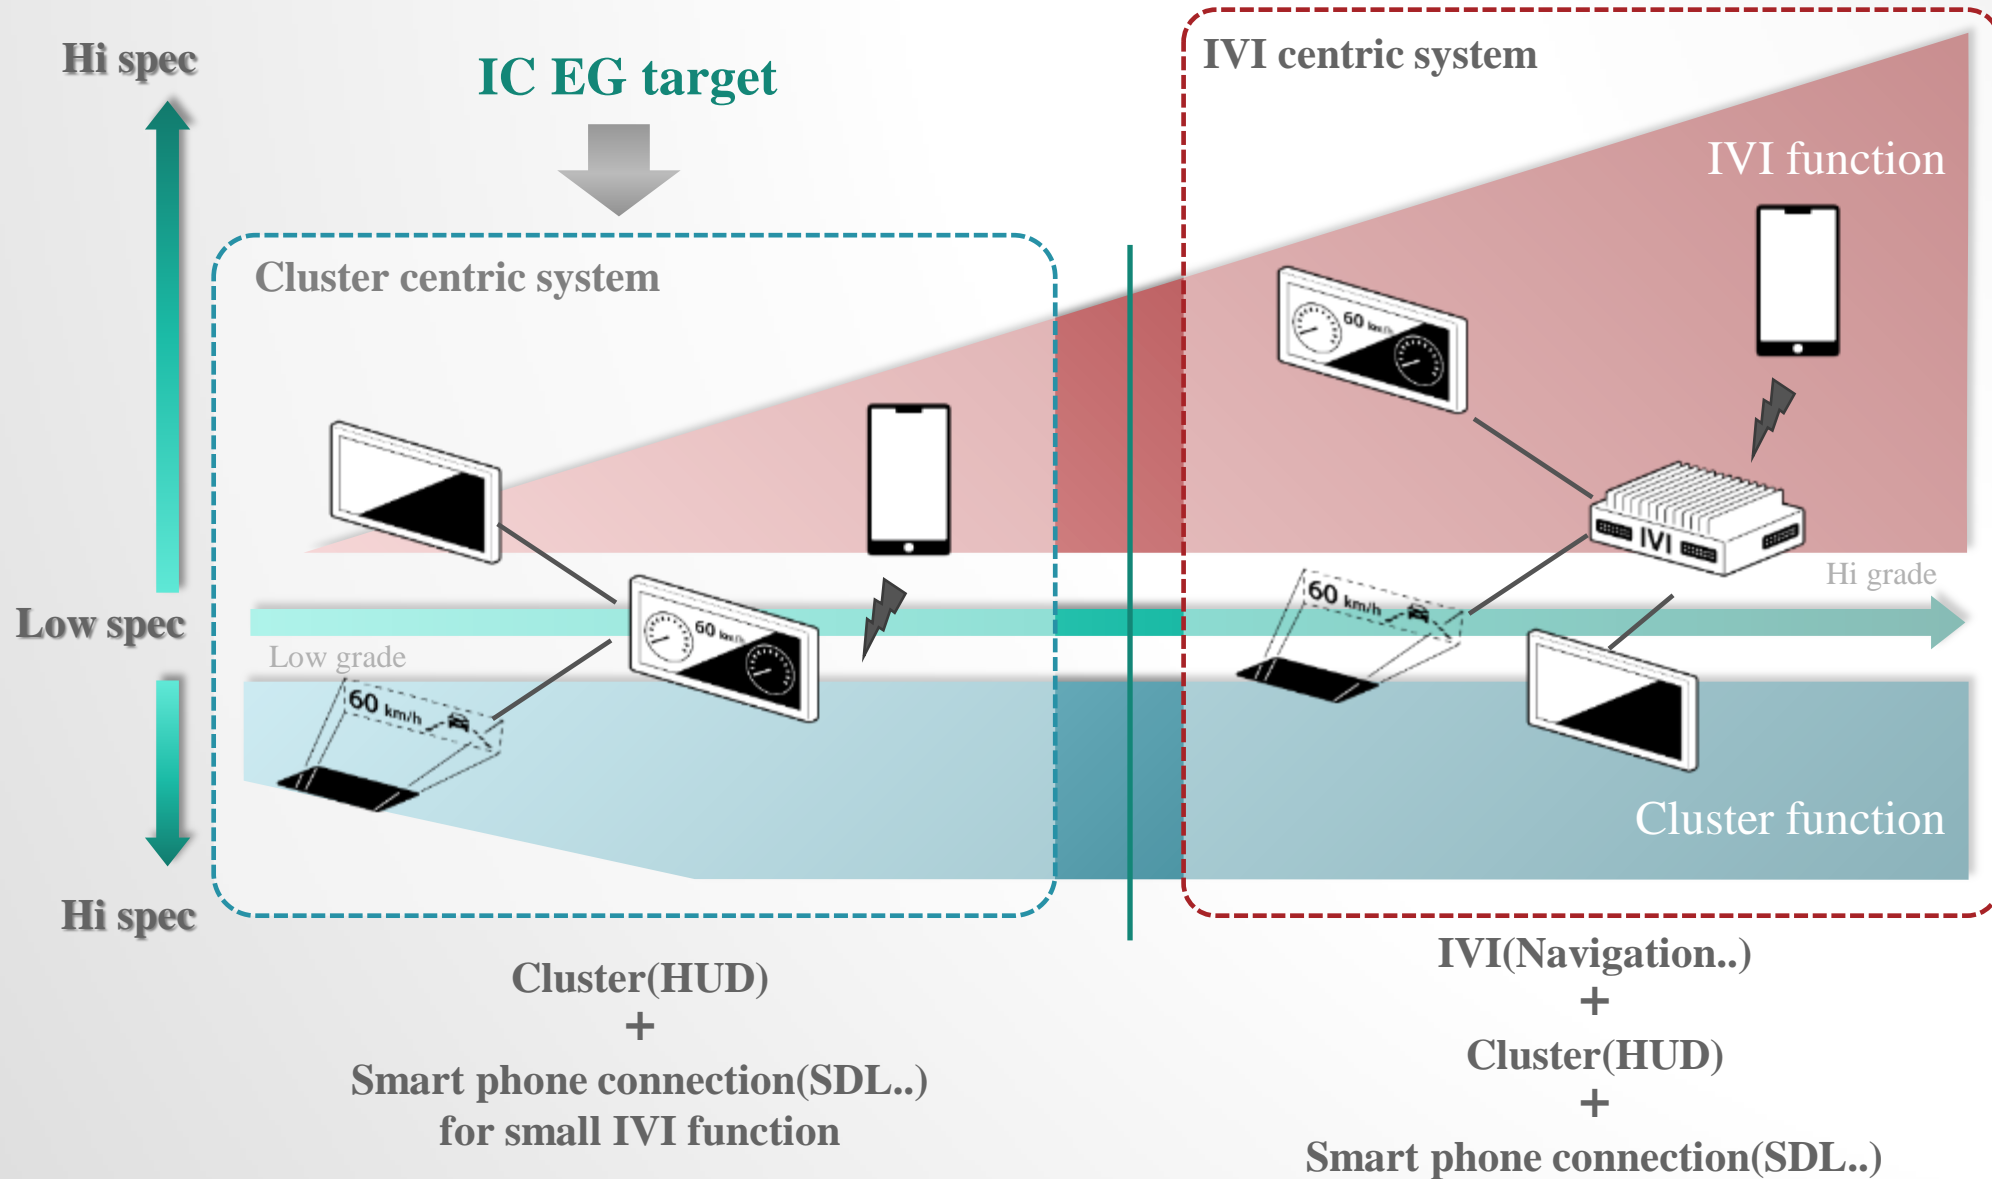 Hi spec
IC EG target
IVI centric system
IVI function
Cluster centric system
60 km/h
Hi grade
60 km/h
Low spec
60 km/h
Low grade
60 km/h
IVI
Cluster function
Hi spec
Cluster(HUD)
+
Smart phone connection(SDL..)
for small IVI function
IVI(Navigation..)
+
Cluster(HUD)
+
Smart phone connection(SDL..)